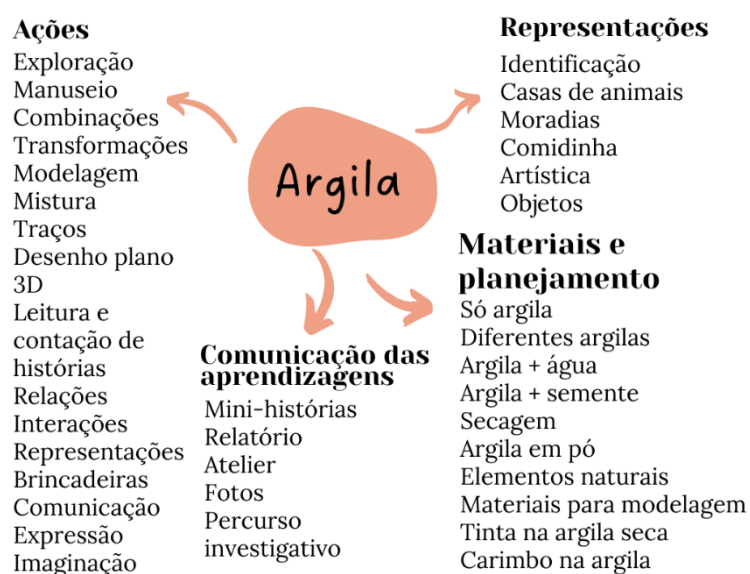 Ações
Exploração
Manuseio
Combinações
Transformações
Modelagem
Mistura
Traços
Desenho plano
3D
Leitura e
contação de
histórias
Relações
Interações
Representações
Brincadeiras
Comunicação
Expressão
Imaginação
Argila
Representações
Identificação
Casas de animais
Moradias
Comidinha
Artística
Objetos
Comunicação das
aprendizagens
Mini-histórias
Relatório
Atelier
Fotos
Percurso
investigativo
Materiais e
planejamento
Só argila
Diferentes argilas
Argila + água
Argila + semente
Secagem
Argila em pó
Elementos naturais
Materiais para modelagem
Tinta na argila seca
Carimbo na argila